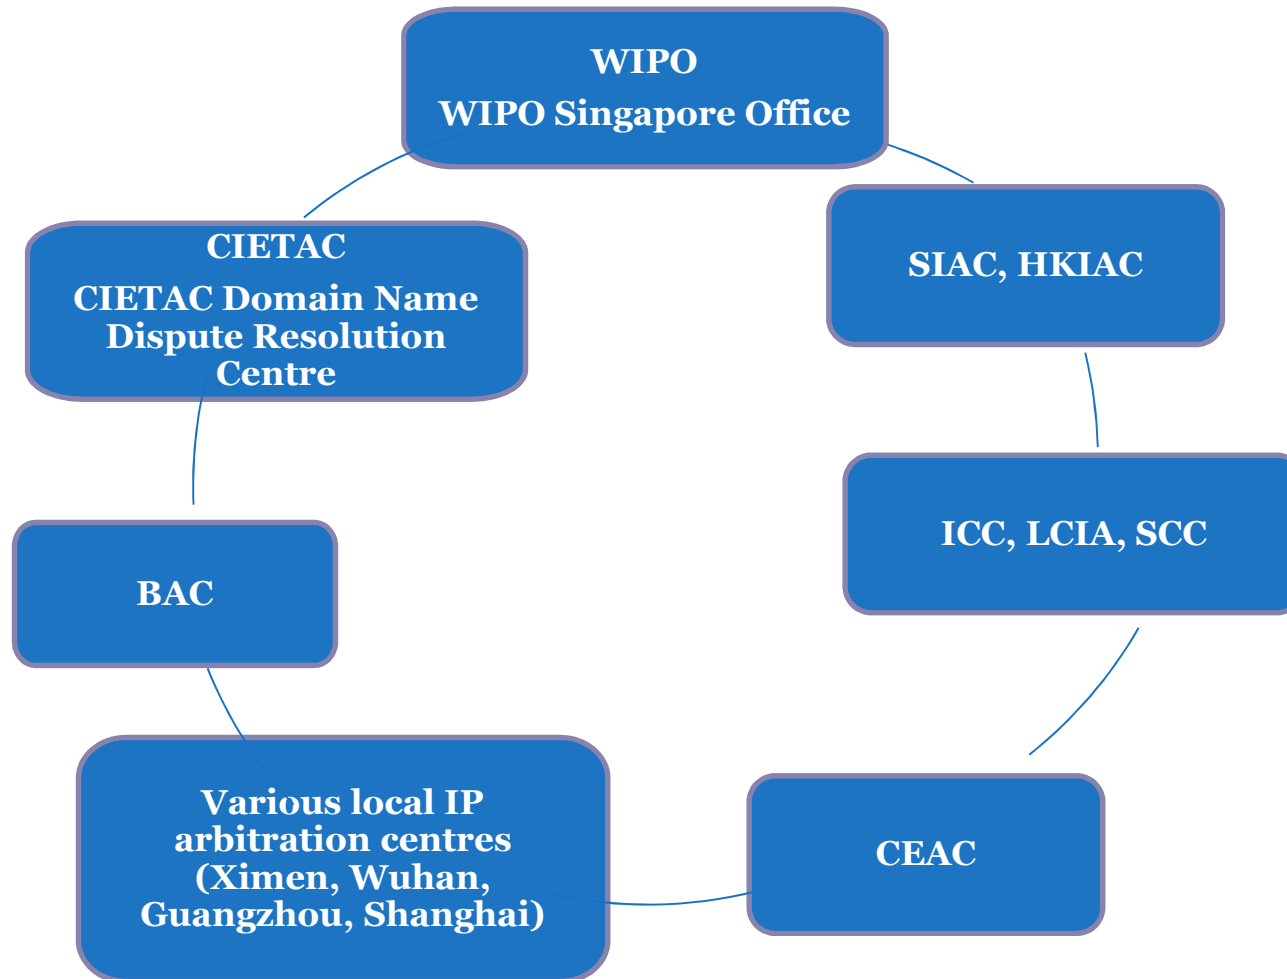 WIPO
WIPO Singapore Office
SIAC, HKIAC
ICC, LCIA, SCC
CEAC
Various local IP
arbitration centres
(Ximen, Wuhan,
Guangzhou, Shanghai)
BAC
CIETAC
CIETAC Domain Name
Dispute Resolution
Centre